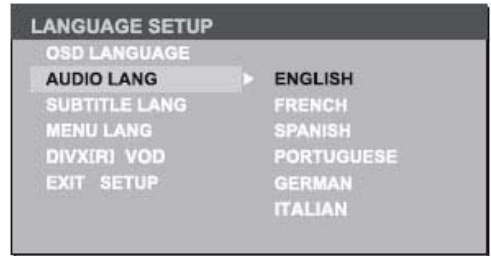 LANGUAGE SETUP
OSD LANGUAGE
AUDIO LANG ENGLISH
SUBTITLE LANG FRENCH
MENU LANG SPANISH
DIVX[R] VOD PORTUGUESE
EXIT SETUP GERMAN
ITALIAN